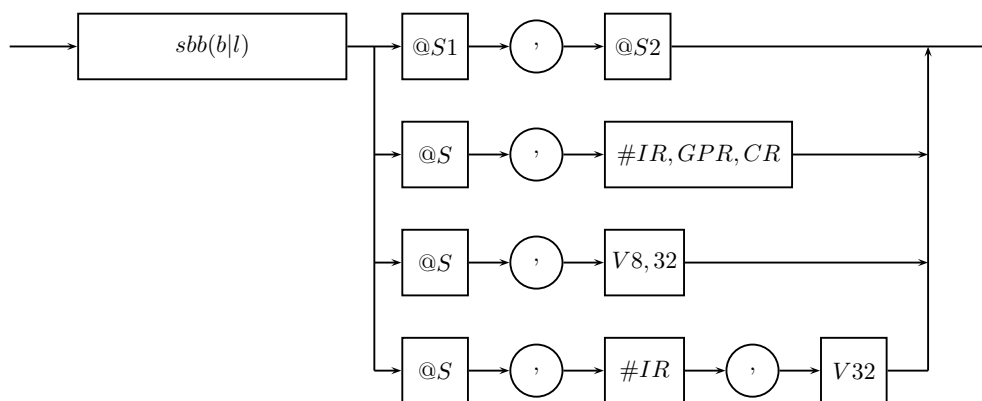 sbb(b|l) @S1 , @S2
@S , #IR, GPR, CR
@S , V8, 32
@S , #IR , V32